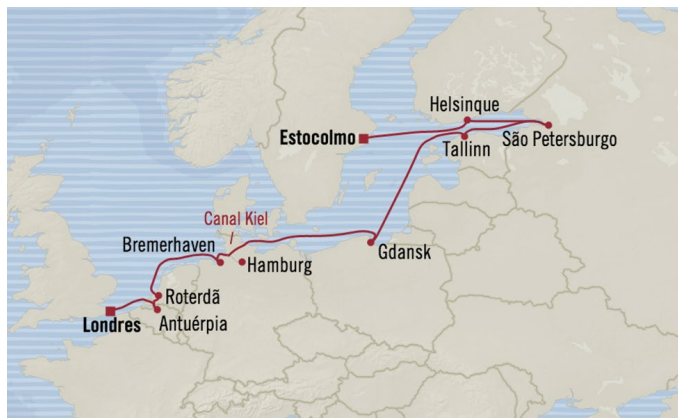 Helsinque
Estocolmo
Tallinn
São Petersburgo
Canal Kiel
Bremerhaven
Gdansk
Hamburg
Roterdã
Londres
Antuérpia